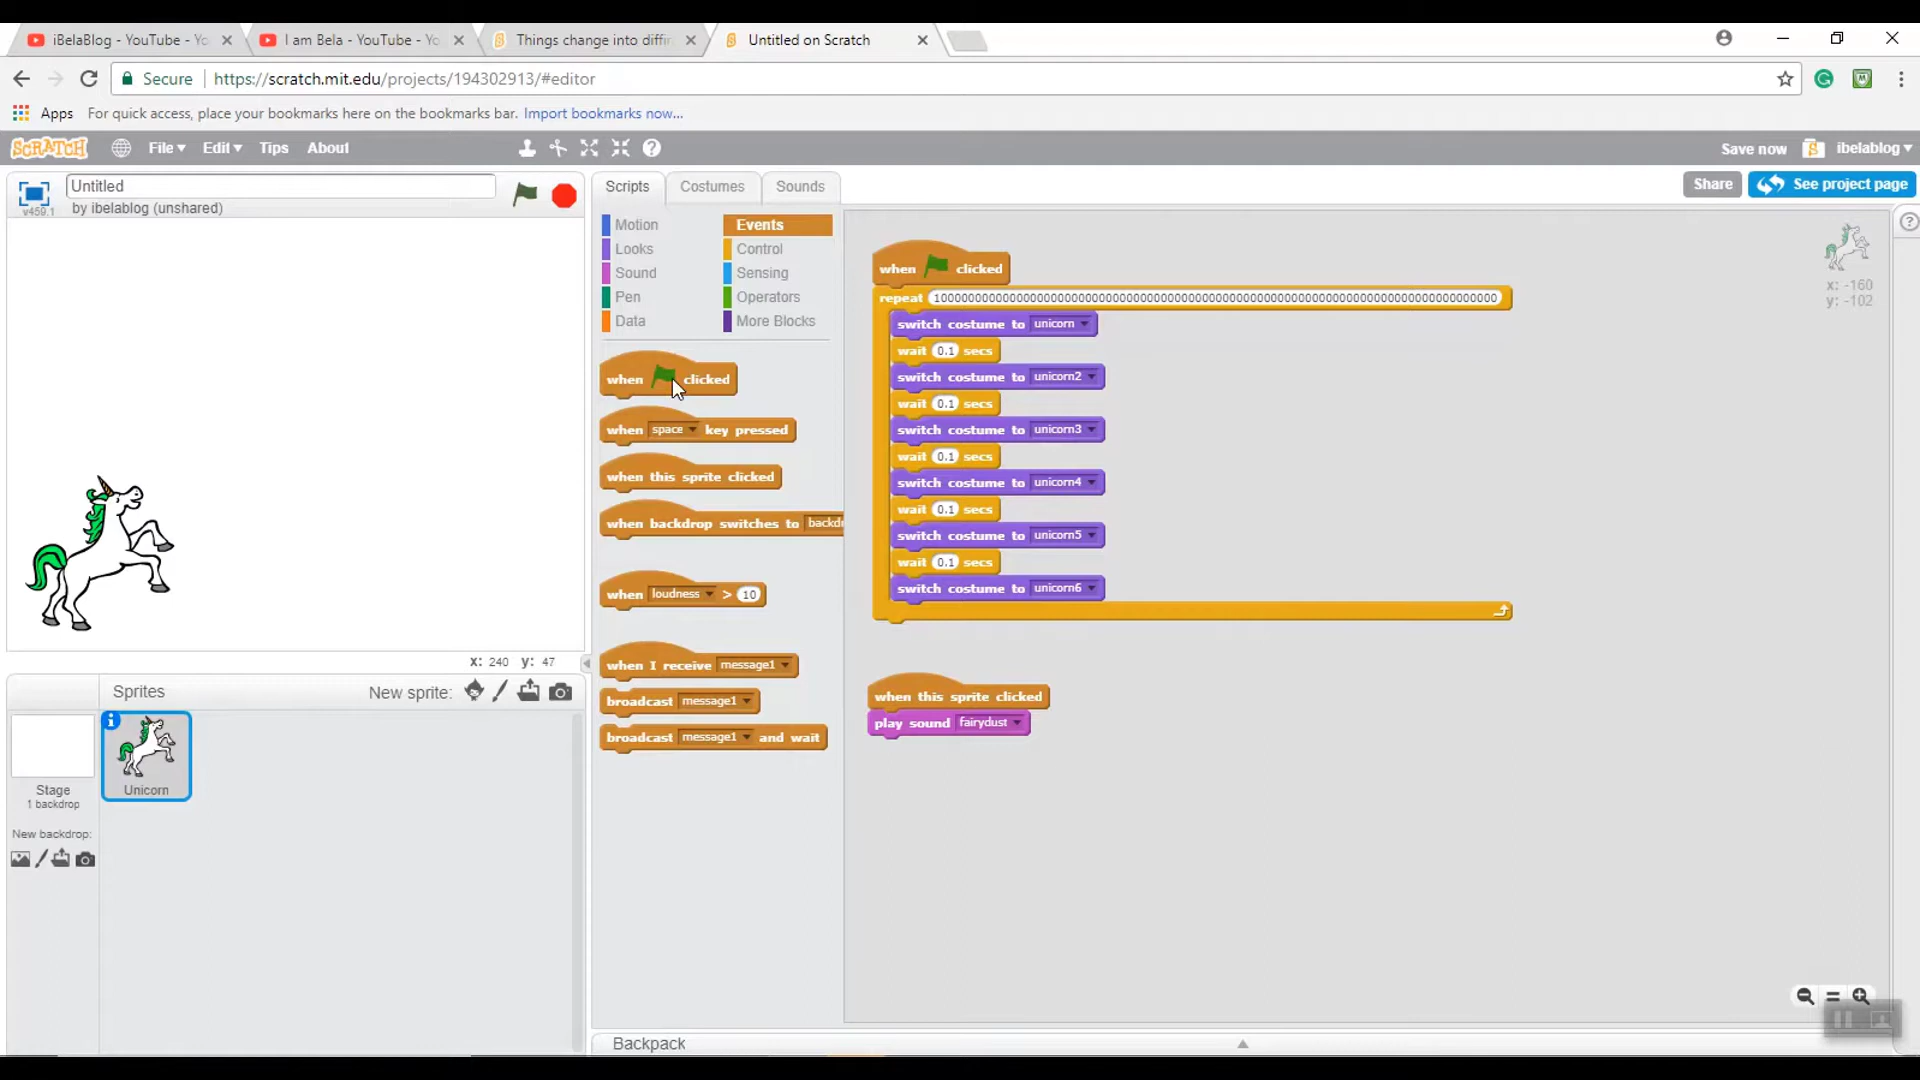 iBelaBlog - YouTube - Yo
I am Bela - YouTube - Yo
Things change into diffin
Untitled on Scratch
Secure
https://scratch.mit.edu/projects/194302913/#editor
Apps
For quick access, place your bookmarks here on the bookmarks bar. Import bookmarks now...
SCRATCH
File
Edit
Tips
About
Save now
ibelablog
Untitled
by ibelablog (unshared)
v459.1
Scripts
Costumes
Sounds
Share
See project page
Motion
Events
Looks
Control
Sound
Sensing
Pen
Operators
Data
More Blocks
when clicked
when space key pressed
when this sprite clicked
when backdrop switches to backd
when loudness > 10
when I receive message1
broadcast message1
broadcast message1 and wait
when clicked
repeat
switch costume to unicorn
wait 0.1 secs
switch costume to unicorn2
wait 0.1 secs
switch costume to unicorn3
wait 0.1 secs
switch costume to unicorn4
wait 0.1 secs
switch costume to unicorn5
wait 0.1 secs
switch costume to unicorn6
when this sprite clicked
play sound fairydust
x: -160
y: -102
x: 240 y: 47
Sprites
New sprite:
Unicorn
Stage
1 backdrop
New backdrop:
Backpack